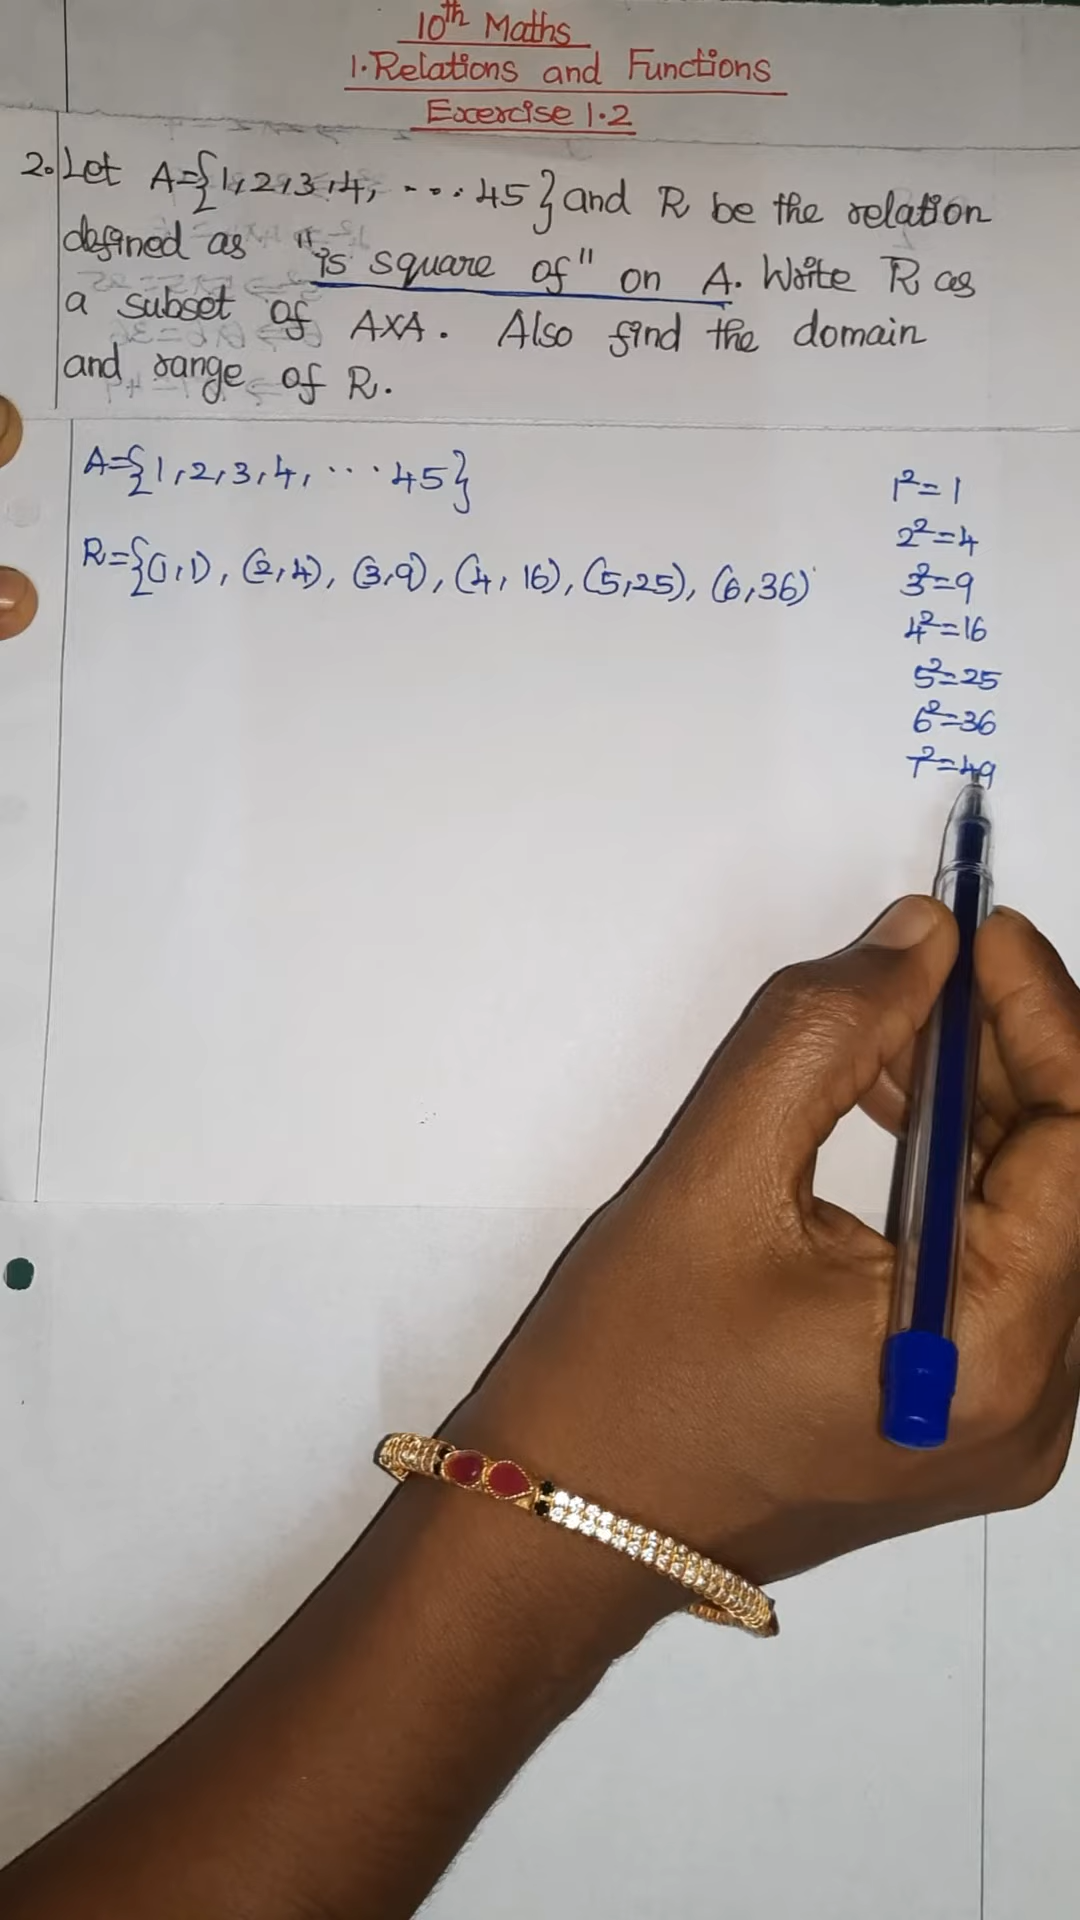 10th Maths
1. Relations and Functions
Exercise 1.2
2. Let A={1,2,3,4, .... 45} and R be the relation
defined as "is square of" on A. Write R as
a subset of A×A. Also find the domain
and range of R.
A={1,2,3,4, ... 45}
R={(1,1), (2,4), (3,9), (4,16), (5,25), (6,36)
1²=1
2²=4
3²=9
4²=16
5²=25
6²=36
7²=49